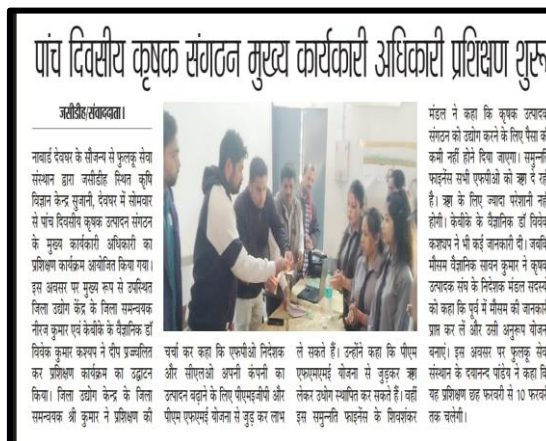 पांच दिवसीय कृषक संगठन मुख्य कार्यकारी अधिकारी प्रशिक्षण शुरू
जसीडीह/संवाददाता।
नाबार्ड देवघर के सौजन्य से फुलकू सेवा
संस्थान द्वारा जसीडीह स्थित कृषि
विज्ञान केन्द्र सुजानी, देवघर में सोमवार
से पांच दिवसीय कृषक उत्पादन संगठन
के मुख्य कार्यकारी अधिकारी का
प्रशिक्षण कार्यक्रम आयोजित किया गया।
इस अवसर पर मुख्य रूप से उपस्थित
जिला उद्योग केंद्र के जिला समन्वयक
नीरज कुमार एवं केवीके के वैज्ञानिक डॉ
विवेक कुमार कश्यप ने दीप प्रज्ज्वलित
कर प्रशिक्षण कार्यक्रम का उद्घाटन
किया। जिला उद्योग केन्द्र के जिला
समन्वयक श्री कुमार ने प्रशिक्षण की
चर्चा कर कहा कि एफपीओ निदेशक
और सीएलओ अपनी कंपनी का
उत्पादन बढ़ाने के लिए पीएमइजीपी और
पीएम एफएमई योजना से जुड़ कर लाभ
ले सकते हैं। उन्होंने कहा कि पीएम
एफएमएमई योजना से जुड़कर ऋण
लेकर उद्योग स्थापित कर सकते हैं। वहीं
इस समुन्नति फाइनेंस के शिवशंकर
मंडल ने कहा कि कृषक उत्पादक
संगठन को उद्योग करने के लिए पैसा की
कमी नहीं होने दिया जाएगा। समुन्नति
फाइनेंस सभी एफपीओ को ऋण दे रहे
है। ऋण के लिए ज्यादा परेशानी नहीं
होगी। केवीके के वैज्ञानिक डॉ विवेक
कश्यप ने भी कई जानकारी दी। जबकि
मौसम वैज्ञानिक सावन कुमार ने कृषक
उत्पादक संघ के निदेशक मंडल सदस्यों
को कहा कि पूर्व में मौसम की जानकारी
प्राप्त कर लें और उसी अनुरूप योजना
बनाएं। इस अवसर पर फुलकू सेवा
संस्थान के दयानन्द पांडेय ने कहा कि
यह प्रशिक्षण छह फरवरी से 10 फरवरी
तक चलेगी।